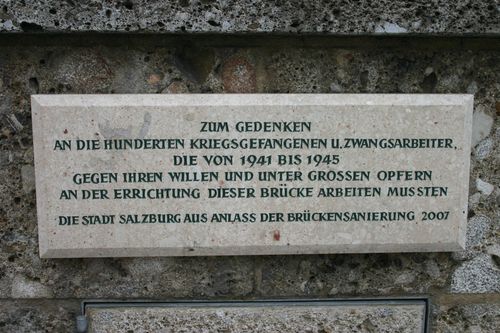 ZUM GEDENKEN
AN DIE HUNDERTEN KRIEGSGEFANGENEN U. ZWANGSARBEITER,
DIE VON 1941 BIS 1945
GEGEN IHREN WILLEN UND UNTER GROSSEN OPFERN
AN DER ERRICHTUNG DIESER BRÜCKE ARBEITEN MUSSTEN
DIE STADT SALZBURG AUS ANLASS DER BRÜCKENSANIERUNG 2007